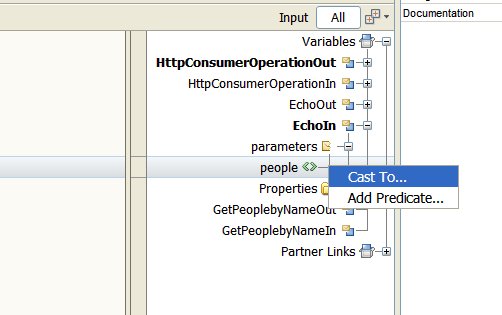 Input All
Documentation
Variables
HttpConsumerOperationOut
HttpConsumerOperationIn
EchoOut
EchoIn
parameters
people
Cast To...
Properties
Add Predicate...
GetPeoplebyNameOut
GetPeoplebyNameIn
Partner Links